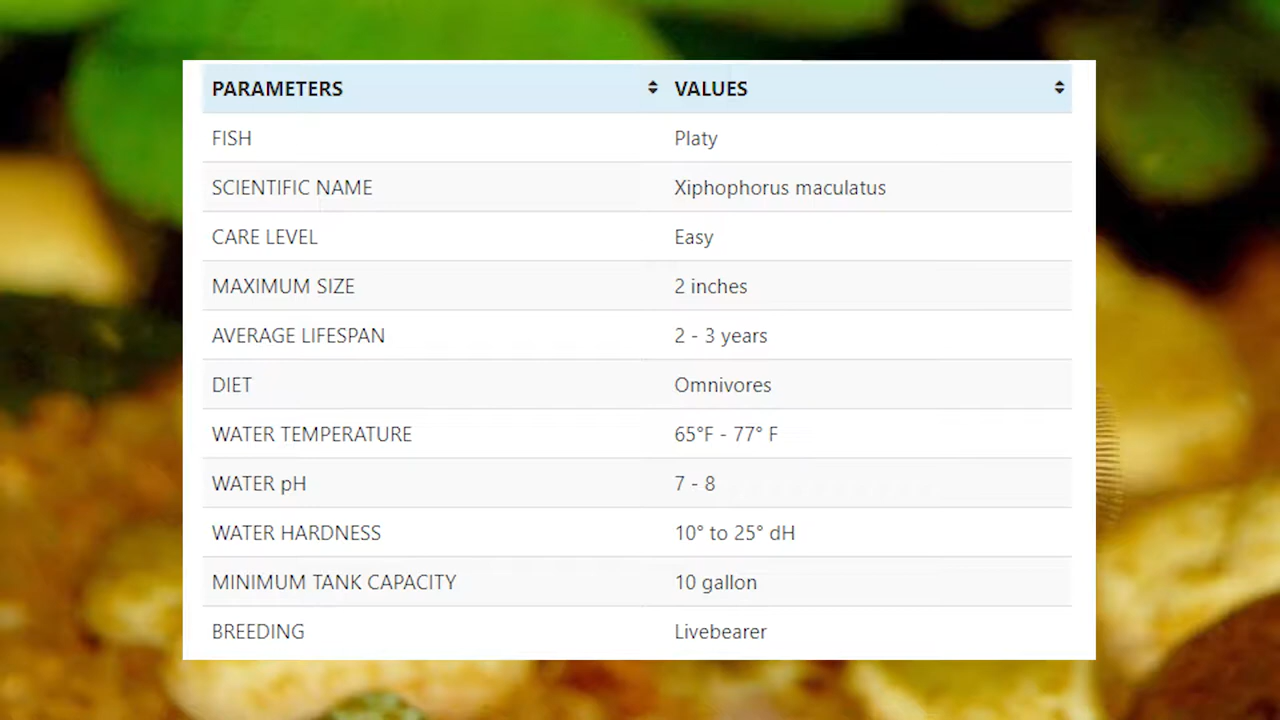 PARAMETERS VALUES
FISH Platy
SCIENTIFIC NAME Xiphophorus maculatus
CARE LEVEL Easy
MAXIMUM SIZE 2 inches
AVERAGE LIFESPAN 2 - 3 years
DIET Omnivores
WATER TEMPERATURE 65°F - 77° F
WATER pH 7 - 8
WATER HARDNESS 10° to 25° dH
MINIMUM TANK CAPACITY 10 gallon
BREEDING Livebearer